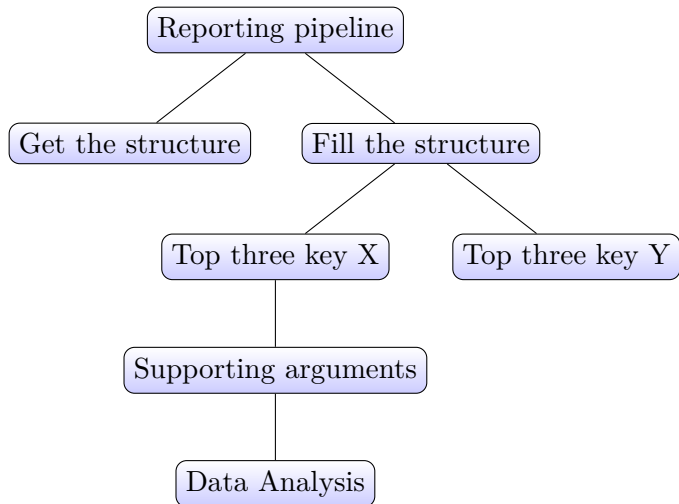 Reporting pipeline
Get the structure
Fill the structure
Top three key X
Top three key Y
Supporting arguments
Data Analysis